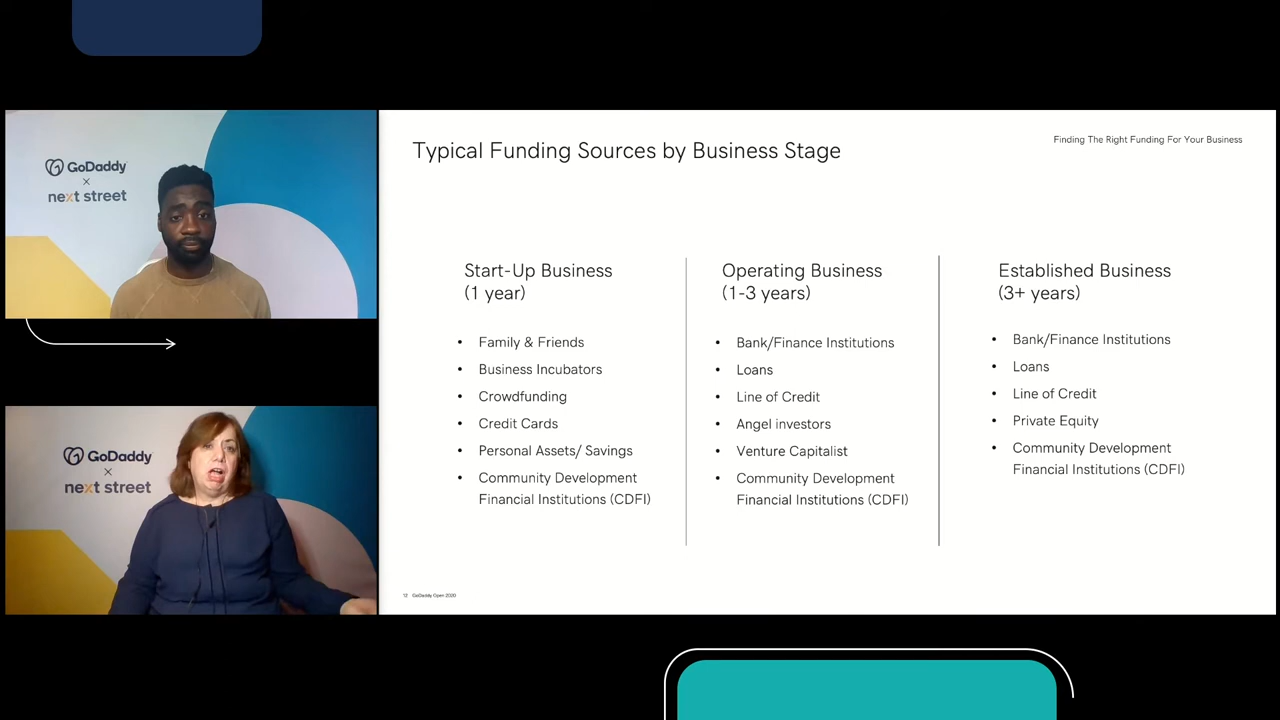 GoDaddy
×
next street
GoDaddy
×
next street
Typical Funding Sources by Business Stage
Finding The Right Funding For Your Business
Start-Up Business
(1 year)
• Family & Friends
• Business Incubators
• Crowdfunding
• Credit Cards
• Personal Assets/ Savings
• Community Development
Financial Institutions (CDFI)
Operating Business
(1-3 years)
• Bank/Finance Institutions
• Loans
• Line of Credit
• Angel investors
• Venture Capitalist
• Community Development
Financial Institutions (CDFI)
Established Business
(3+ years)
• Bank/Finance Institutions
• Loans
• Line of Credit
• Private Equity
• Community Development
Financial Institutions (CDFI)
12 GoDaddy Open 2020